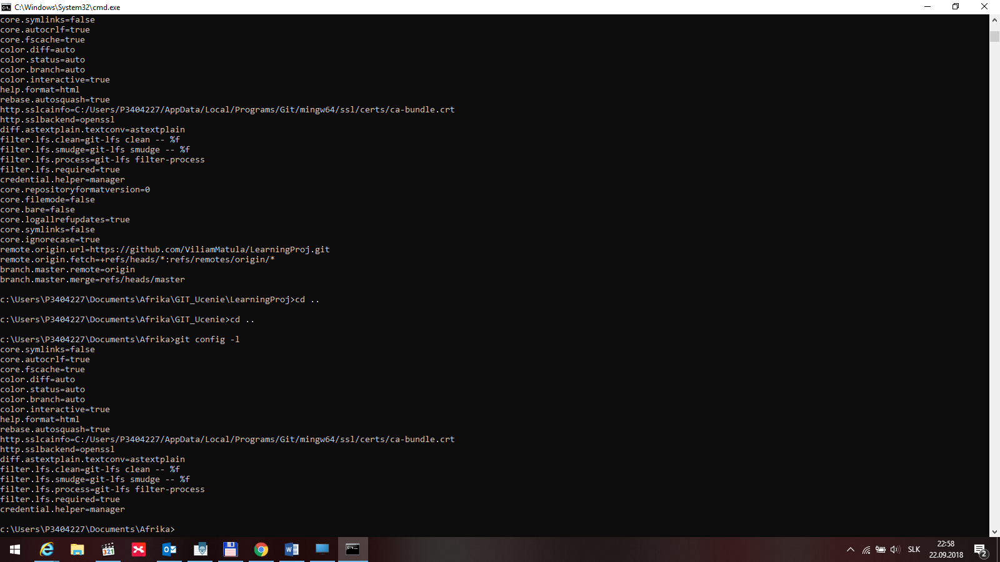 C:\Windows\System32\cmd.exe
core.symlinks=false
core.autocrlf=true
core.fscache=true
color.diff=auto
color.status=auto
color.branch=auto
color.interactive=true
help.format=html
rebase.autosquash=true
http.sslcainfo=C:/Users/P3404227/AppData/Local/Programs/Git/mingw64/ssl/certs/ca-bundle.crt
http.sslbackend=openssl
diff.astextplain.textconv=astextplain
filter.lfs.clean=git-lfs clean -- %f
filter.lfs.smudge=git-lfs smudge -- %f
filter.lfs.process=git-lfs filter-process
filter.lfs.required=true
credential.helper=manager
core.repositoryformatversion=0
core.filemode=false
core.bare=false
core.logallrefupdates=true
core.symlinks=false
core.ignorecase=true
remote.origin.url=https://github.com/ViliamMatula/LearningProj.git
remote.origin.fetch=+refs/heads/*:refs/remotes/origin/*
branch.master.remote=origin
branch.master.merge=refs/heads/master
c:\Users\P3404227\Documents\Afrika\GIT_Ucenie\LearningProj>cd ..
c:\Users\P3404227\Documents\Afrika\GIT_Ucenie>cd ..
c:\Users\P3404227\Documents\Afrika>git config -l
core.symlinks=false
core.autocrlf=true
core.fscache=true
color.diff=auto
color.status=auto
color.branch=auto
color.interactive=true
help.format=html
rebase.autosquash=true
http.sslcainfo=C:/Users/P3404227/AppData/Local/Programs/Git/mingw64/ssl/certs/ca-bundle.crt
http.sslbackend=openssl
diff.astextplain.textconv=astextplain
filter.lfs.clean=git-lfs clean -- %f
filter.lfs.smudge=git-lfs smudge -- %f
filter.lfs.process=git-lfs filter-process
filter.lfs.required=true
credential.helper=manager
c:\Users\P3404227\Documents\Afrika>
321
SLK
22:58
22.09.2018
2